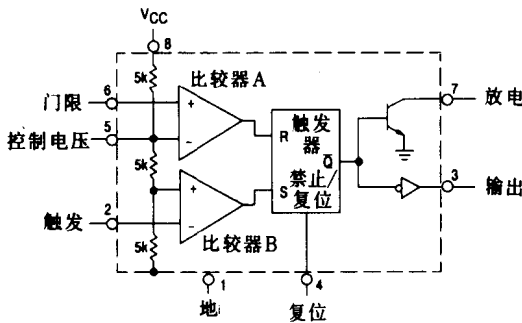 VCC
8
5k
比较器A
6
门限
+
7
放电
5
控制电压
-
R
触发器
Q̅
禁止/复位
5k
+
S
3
输出
2
触发
-
5k
比较器B
1
地
4
复位